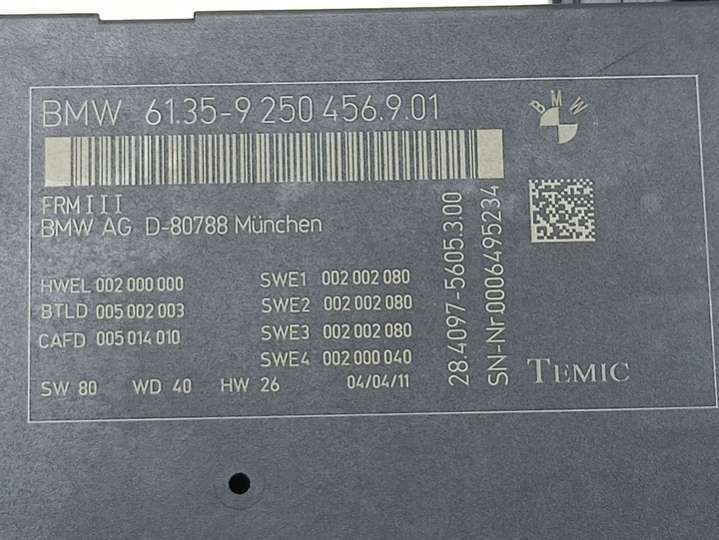 BMW 61.35-9 250 456.9.01
FRMIII
BMW AG D-80788 München
HWEL 002 000 000
BTLD 005 002 003
CAFD 005 014 010
SWE1 002 002 080
SWE2 002 002 080
SWE3 002 002 080
SWE4 002 000 040
SW 80 WD 40 HW 26 04/04/11
28.4097-5605.3.00
SN-Nr0006495234
BMW
TEMIC